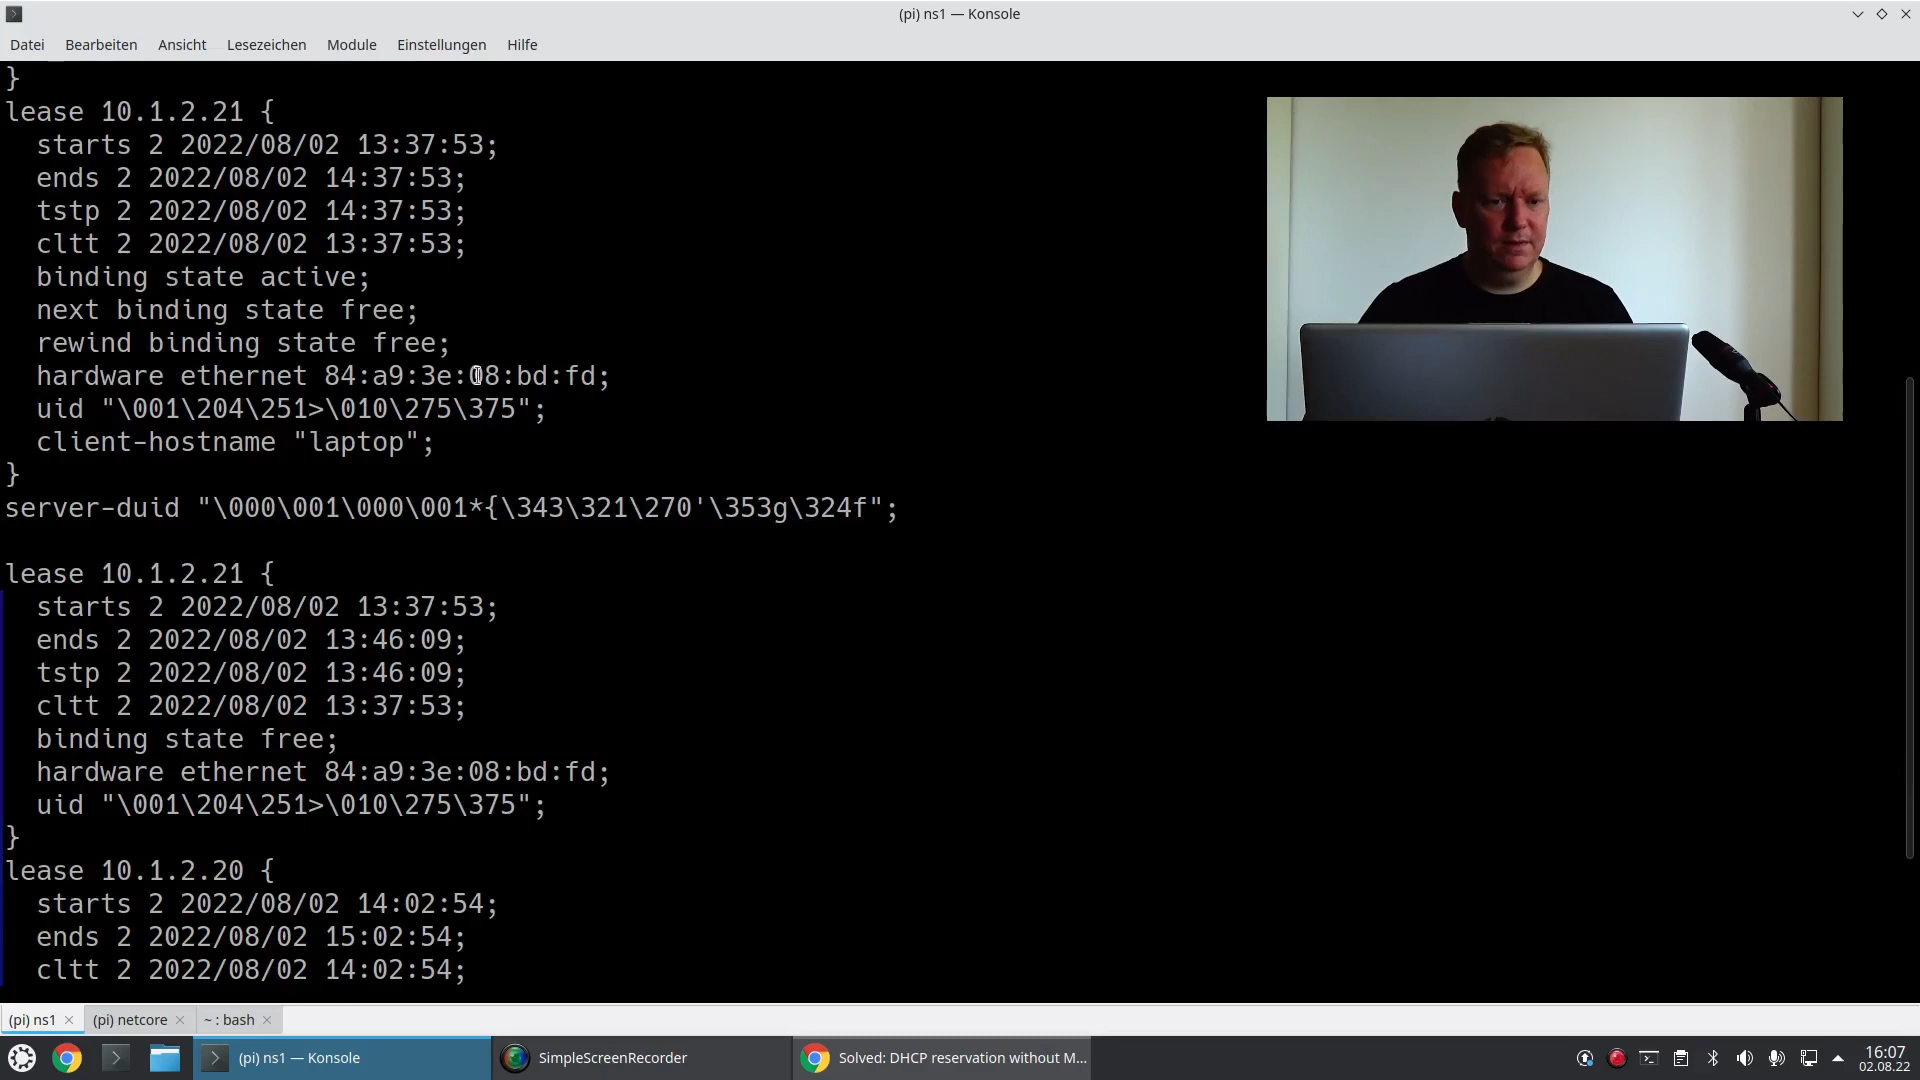 (pi) ns1 — Konsole
Datei Bearbeiten Ansicht Lesezeichen Module Einstellungen Hilfe
}
lease 10.1.2.21 {
starts 2 2022/08/02 13:37:53;
ends 2 2022/08/02 14:37:53;
tstp 2 2022/08/02 14:37:53;
cltt 2 2022/08/02 13:37:53;
binding state active;
next binding state free;
rewind binding state free;
hardware ethernet 84:a9:3e:08:bd:fd;
uid "\001\204\251>\010\275\375";
client-hostname "laptop";
}
server-duid "\000\001\000\001*{\343\321\270'\353g\324f";
lease 10.1.2.21 {
starts 2 2022/08/02 13:37:53;
ends 2 2022/08/02 13:46:09;
tstp 2 2022/08/02 13:46:09;
cltt 2 2022/08/02 13:37:53;
binding state free;
hardware ethernet 84:a9:3e:08:bd:fd;
uid "\001\204\251>\010\275\375";
}
lease 10.1.2.20 {
starts 2 2022/08/02 14:02:54;
ends 2 2022/08/02 15:02:54;
cltt 2 2022/08/02 14:02:54;
(pi) ns1 (pi) netcore ~ : bash
(pi) ns1 — Konsole SimpleScreenRecorder Solved: DHCP reservation without M... 16:07
02.08.22